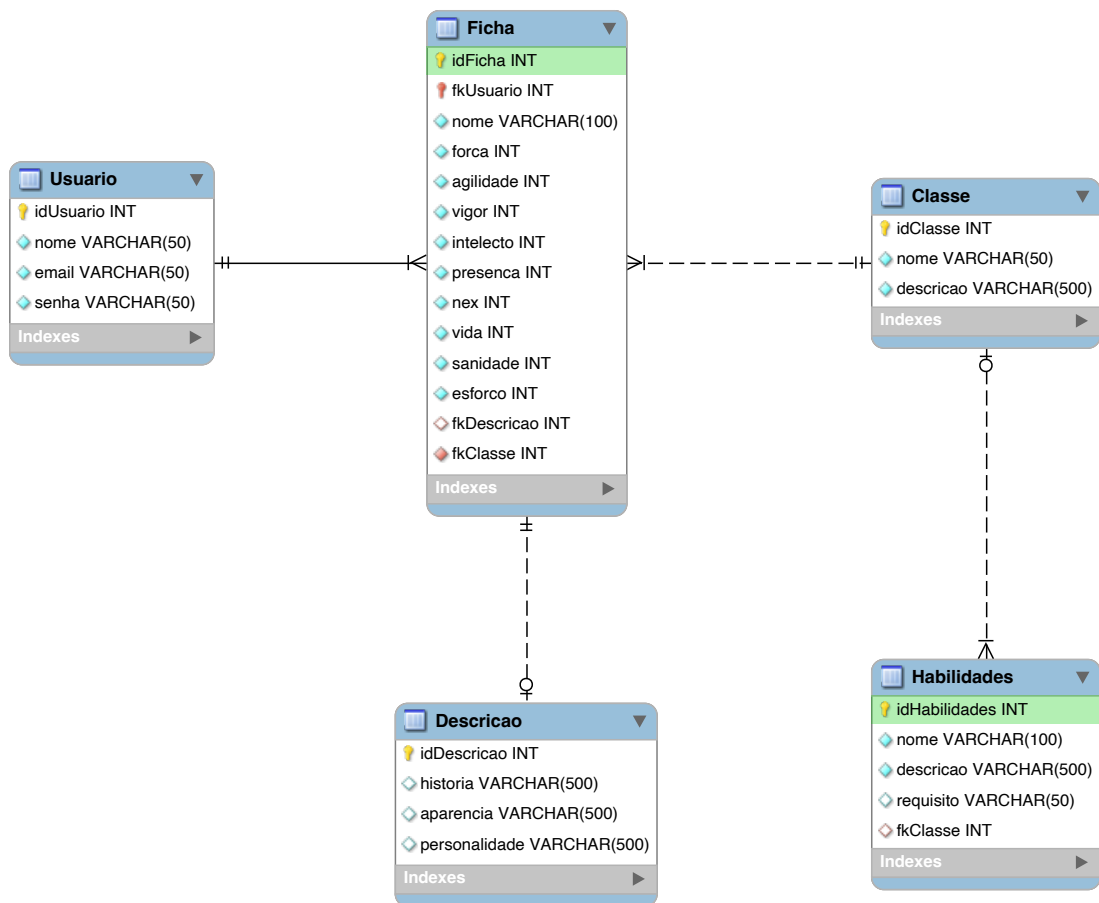 Usuario
idUsuario INT
nome VARCHAR(50)
email VARCHAR(50)
senha VARCHAR(50)
Indexes
Ficha
idFicha INT
fkUsuario INT
nome VARCHAR(100)
forca INT
agilidade INT
vigor INT
intelecto INT
presenca INT
nex INT
vida INT
sanidade INT
esforco INT
fkDescricao INT
fkClasse INT
Indexes
Classe
idClasse INT
nome VARCHAR(50)
descricao VARCHAR(500)
Indexes
Descricao
idDescricao INT
historia VARCHAR(500)
aparencia VARCHAR(500)
personalidade VARCHAR(500)
Indexes
Habilidades
idHabilidades INT
nome VARCHAR(100)
descricao VARCHAR(500)
requisito VARCHAR(50)
fkClasse INT
Indexes